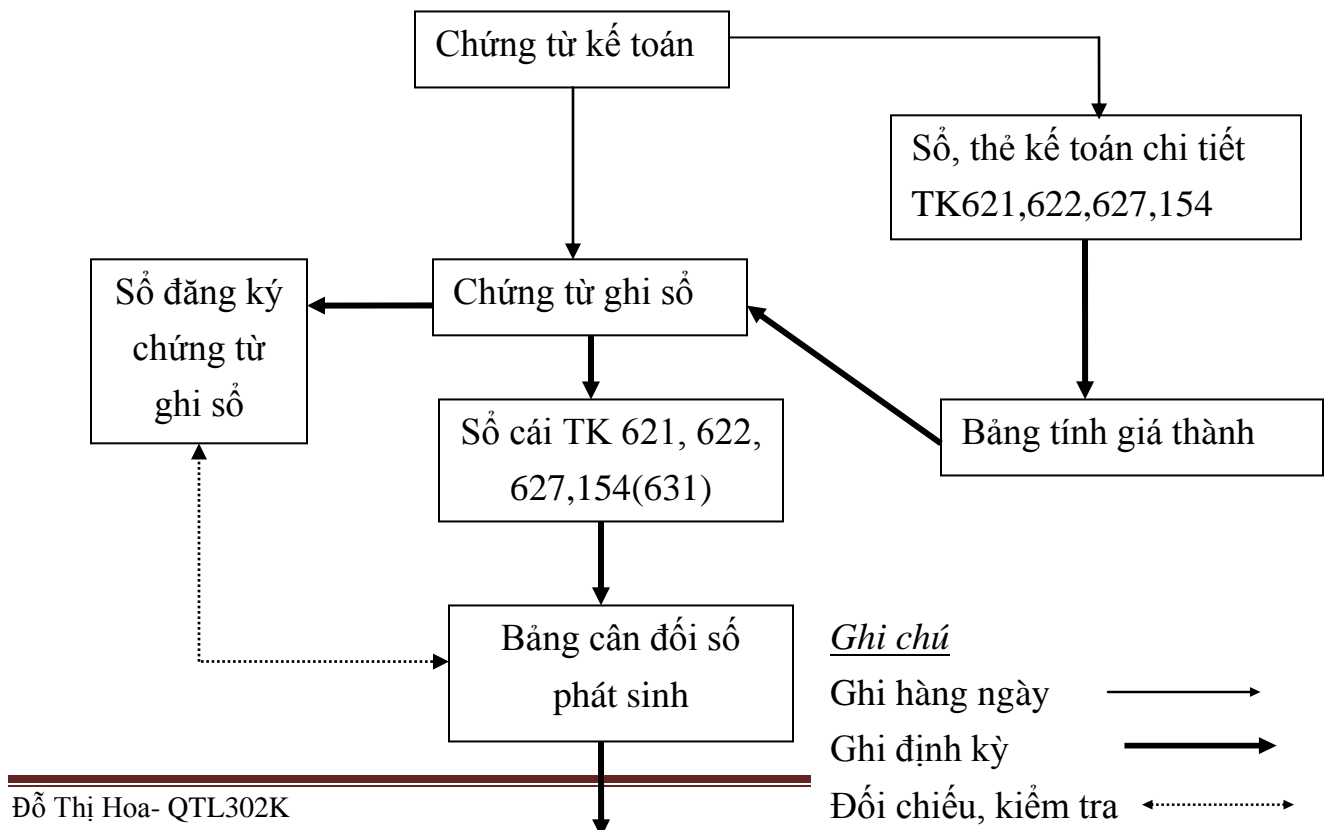 Chứng từ kế toán
Sổ, thẻ kế toán chi tiết
TK621,622,627,154
Sổ đăng ký
chứng từ
ghi sổ
Chứng từ ghi sổ
Sổ cái TK 621, 622,
627,154(631)
Bảng tính giá thành
Bảng cân đối số
phát sinh
Ghi chú
Ghi hàng ngày
Ghi định kỳ
Đối chiếu, kiểm tra
Đỗ Thị Hoa- QTL302K